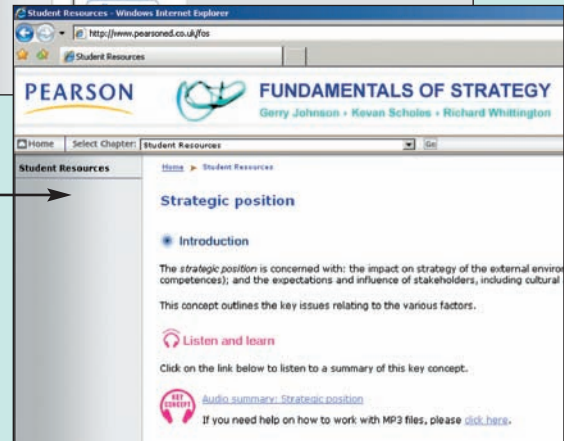 Student Resources - Windows Internet Explorer
http://www.pearsoned.co.uk/fos
Student Resources
PEARSON
FUNDAMENTALS OF STRATEGY
Gerry Johnson • Kevan Scholes • Richard Whittington
Home Select Chapter: Student Resources Go
Student Resources
Home Student Resources
Strategic position
Introduction
The strategic position is concerned with: the impact on strategy of the external
competences); and the expectations and influence of stakeholders, including cultural
This concept outlines the key issues relating to the various factors.
Listen and learn
Click on the link below to listen to a summary of this key concept.
KEY
CONCEPT
Audio summary: Strategic position
If you need help on how to work with MP3 files, please click here.